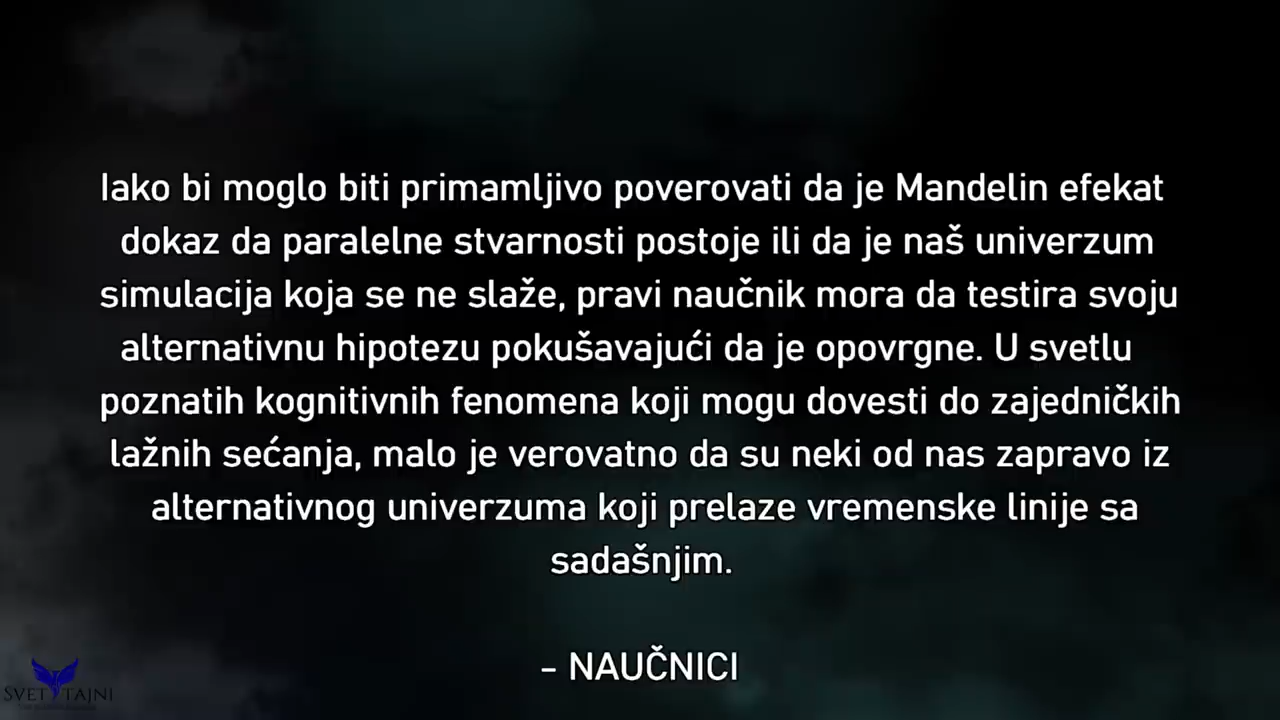 Iako bi moglo biti primamljivo poverovati da je Mandelin efekat
dokaz da paralelne stvarnosti postoje ili da je naš univerzum
simulacija koja se ne slaže, pravi naučnik mora da testira svoju
alternativnu hipotezu pokušavajući da je opovrgne. U svetlu
poznatih kognitivnih fenomena koji mogu dovesti do zajedničkih
lažnih sećanja, malo je verovatno da su neki od nas zapravo iz
alternativnog univerzuma koji prelaze vremenske linije sa
sadašnjim.
- NAUČNICI
SVET TAJNI